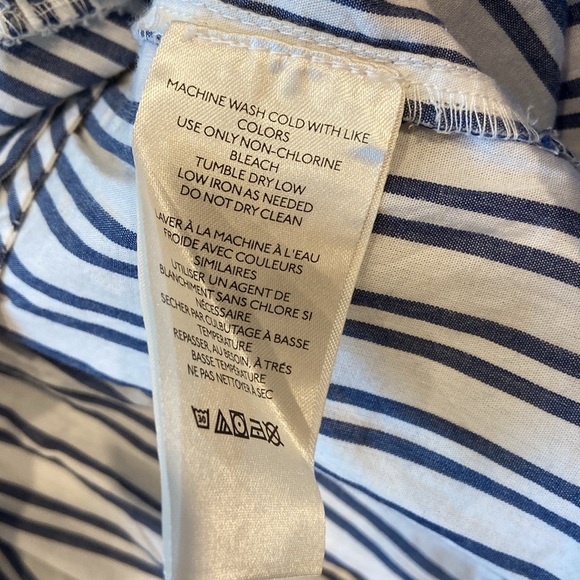 MACHINE WASH COLD WITH LIKE
COLORS
USE ONLY NON-CHLORINE
BLEACH
TUMBLE DRY LOW
LOW IRON AS NEEDED
DO NOT DRY CLEAN
LAVER À LA MACHINE À L'EAU
FROIDE AVEC COULEURS
SIMILAIRES
UTILISER UN AGENT DE
BLANCHIMENT SANS CHLORE SI
NÉCESSAIRE
SÉCHER PAR CULBUTAGE À BASSE
TEMPÉRATURE
REPASSER, AU BESOIN, À TRÉS
BASSE TEMPÉRATURE
NE PAS NETTOYER À SEC
30